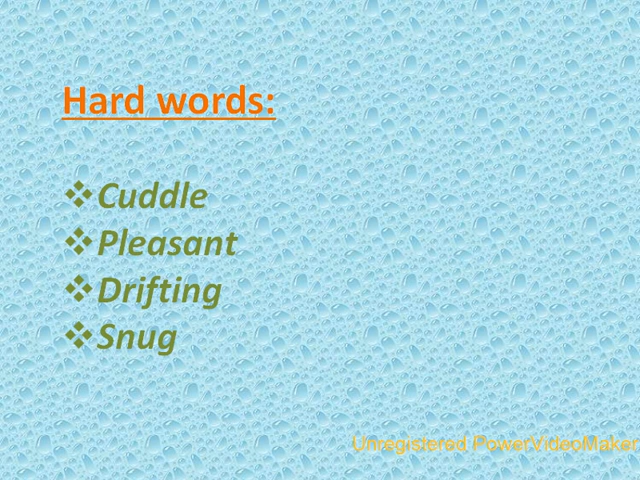 Hard words:
❖Cuddle
❖Pleasant
❖Drifting
❖Snug
Unregistered PowerVideoMaker